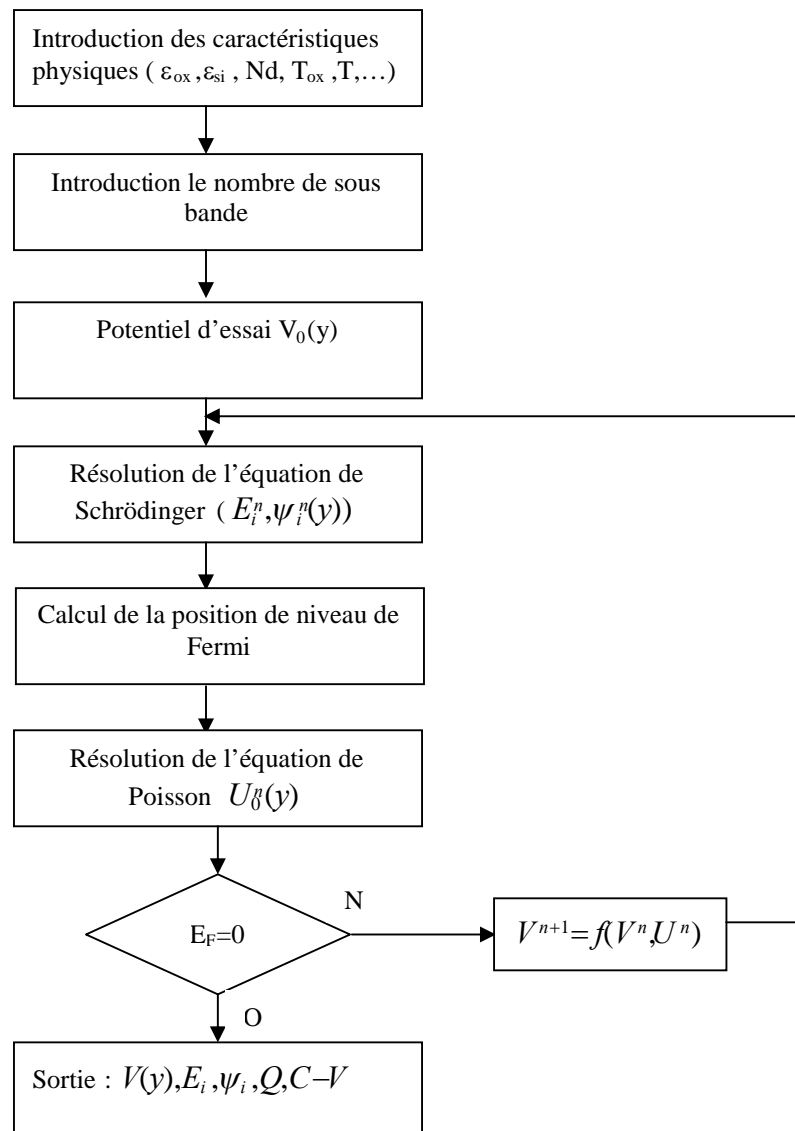 Introduction des caractéristiques
physiques ( εox ,εsi , Nd, Tox ,T,…)
Introduction le nombre de sous
bande
Potentiel d’essai V0(y)
Résolution de l’équation de
Schrödinger ( Eiⁿ,ψiⁿ(y))
Calcul de la position de niveau de
Fermi
Résolution de l’équation de
Poisson U0ⁿ(y)
N
EF=0
Vⁿ⁺¹=f(Vⁿ,Uⁿ)
O
Sortie : V(y),Ei,ψi,Q,C−V